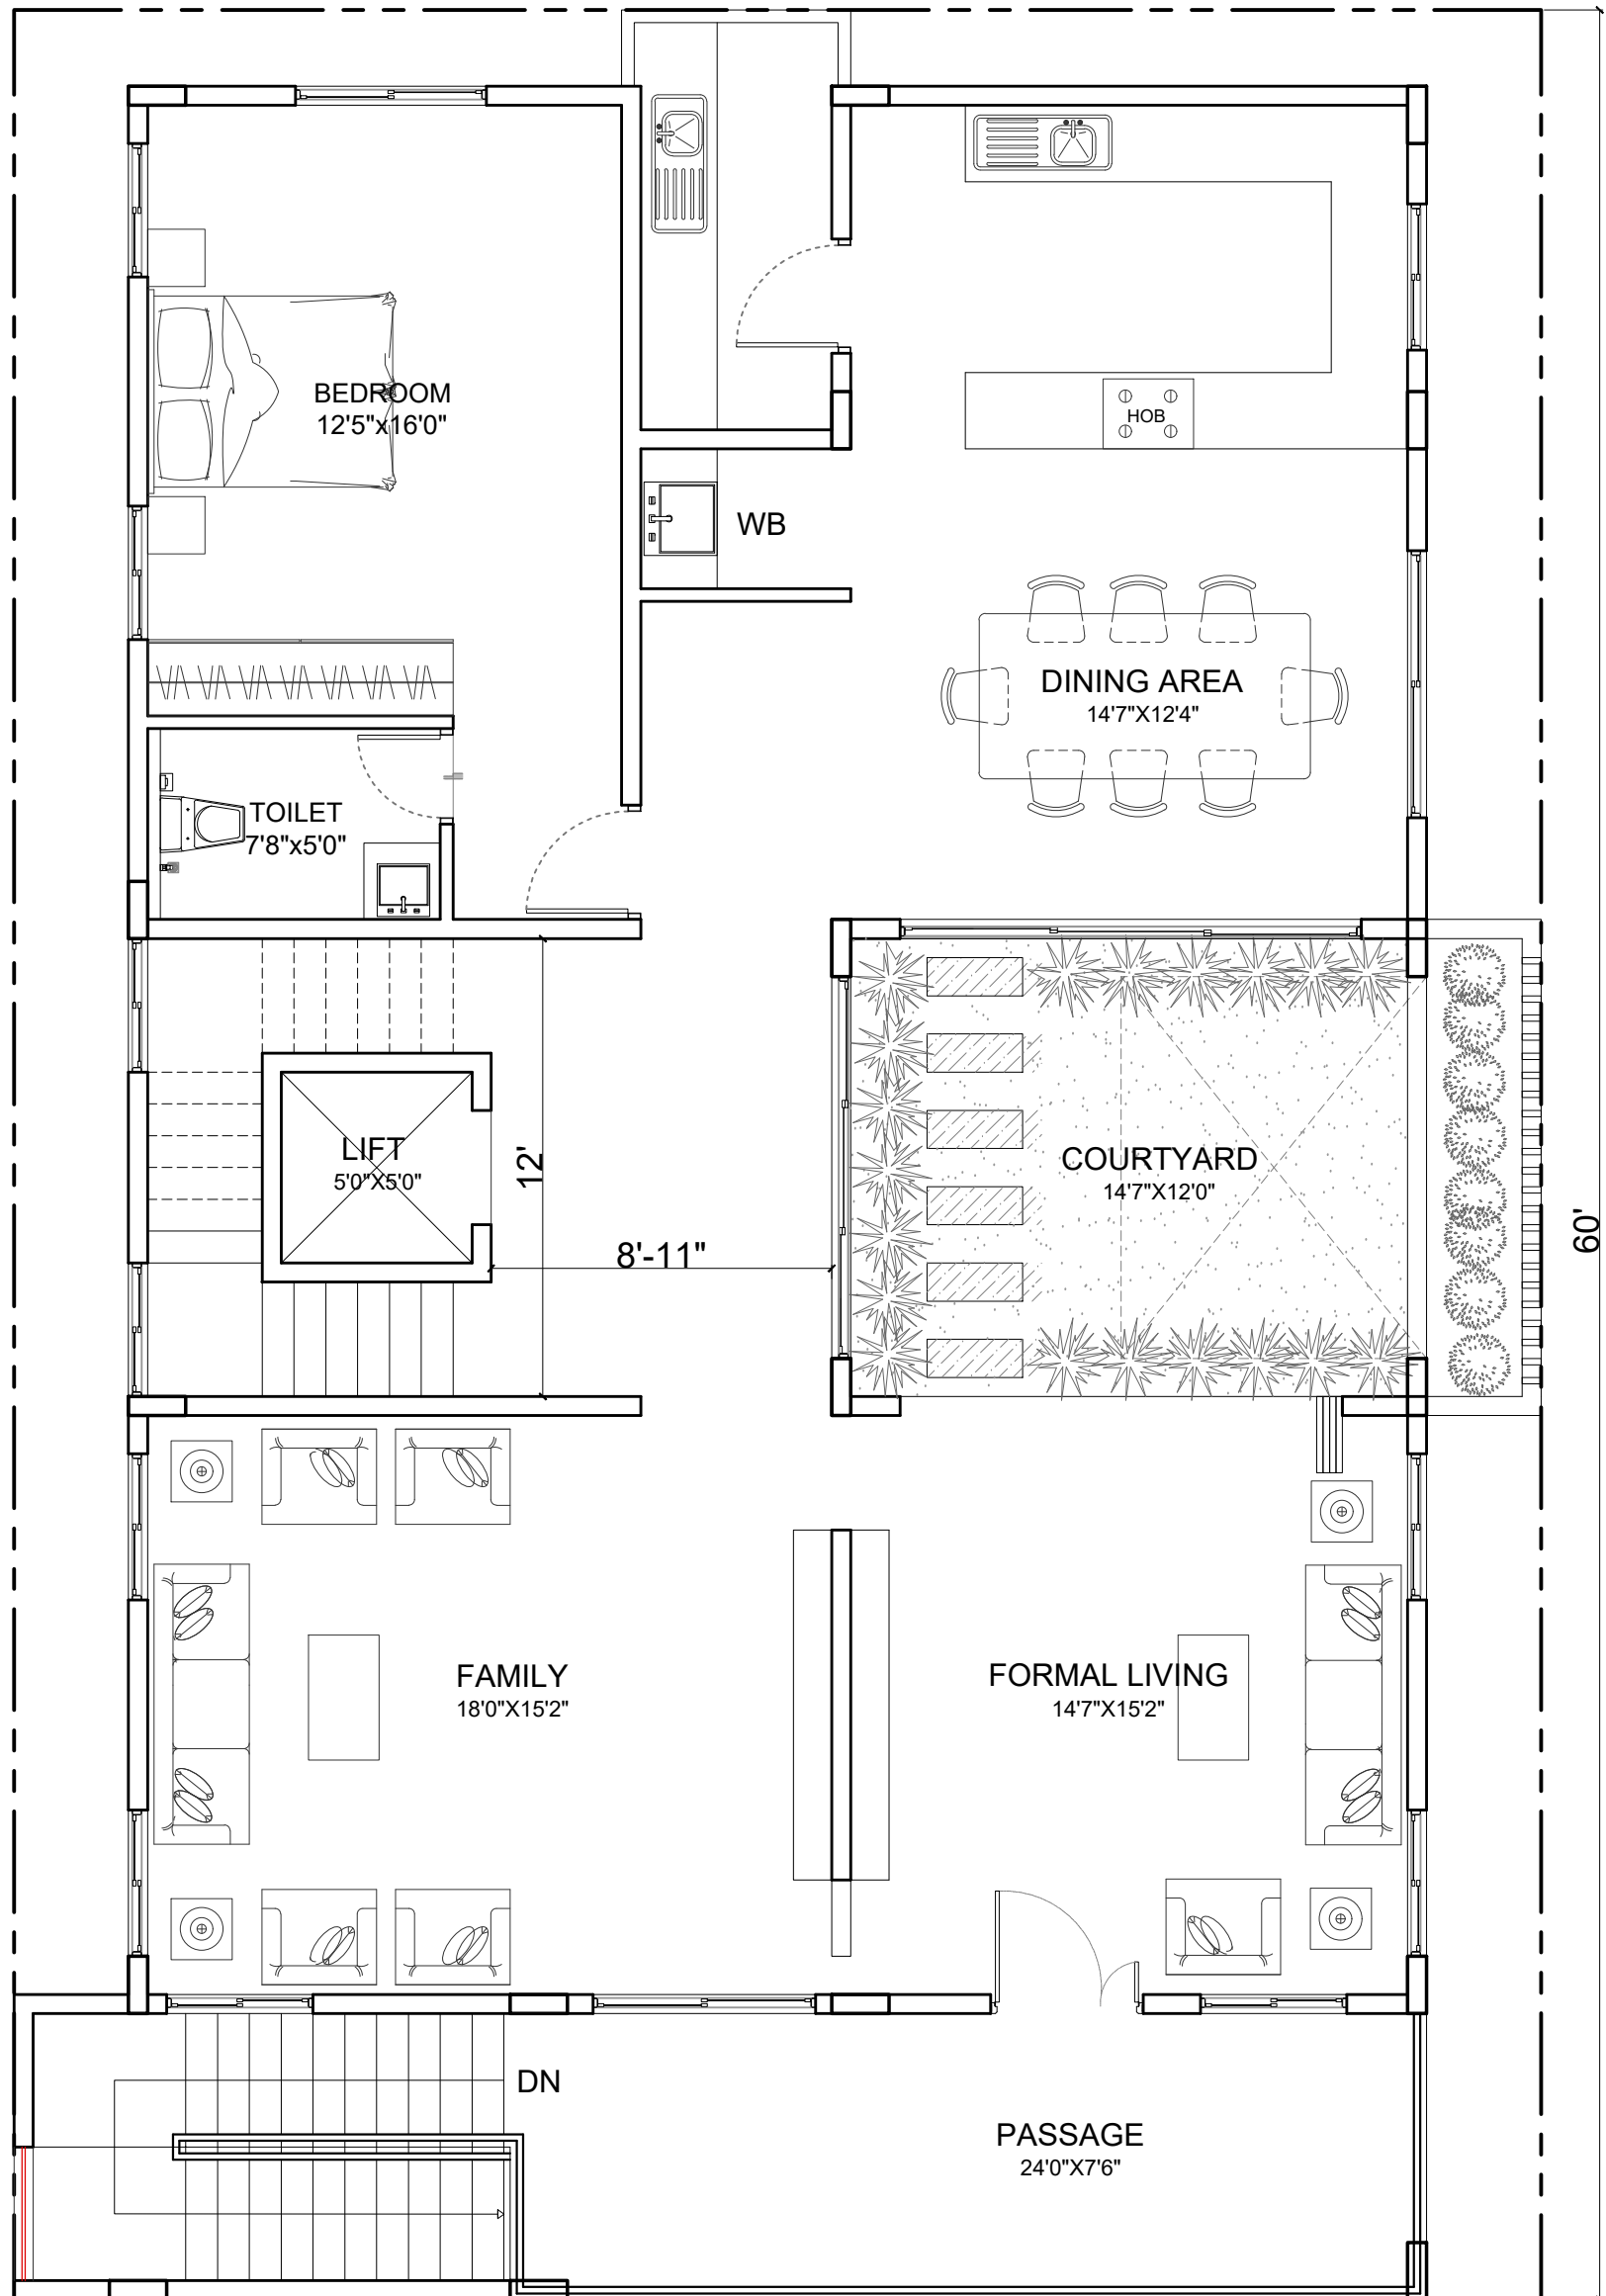 BEDROOM
12'5"x16'0"
HOB
WB
DINING AREA
14'7"X12'4"
TOILET
7'8"x5'0"
LIFT
5'0"X5'0"
12'
8'-11"
COURTYARD
14'7"X12'0"
60'
FAMILY
18'0"X15'2"
FORMAL LIVING
14'7"X15'2"
DN
PASSAGE
24'0"X7'6"